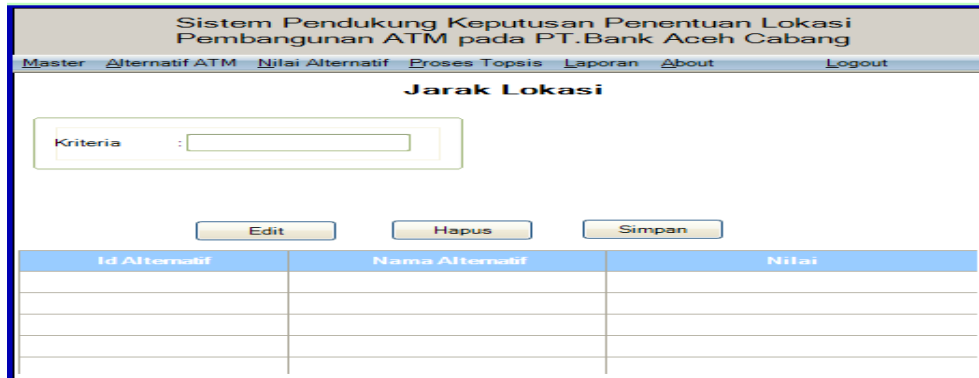 Sistem Pendukung Keputusan Penentuan Lokasi
Pembangunan ATM pada PT.Bank Aceh Cabang
Master Alternatif ATM Nilai Alternatif Proses Topsis Laporan About Logout
Jarak Lokasi
Kriteria :
Edit Hapus Simpan
Id Alternatif Nama Alternatif Nilai